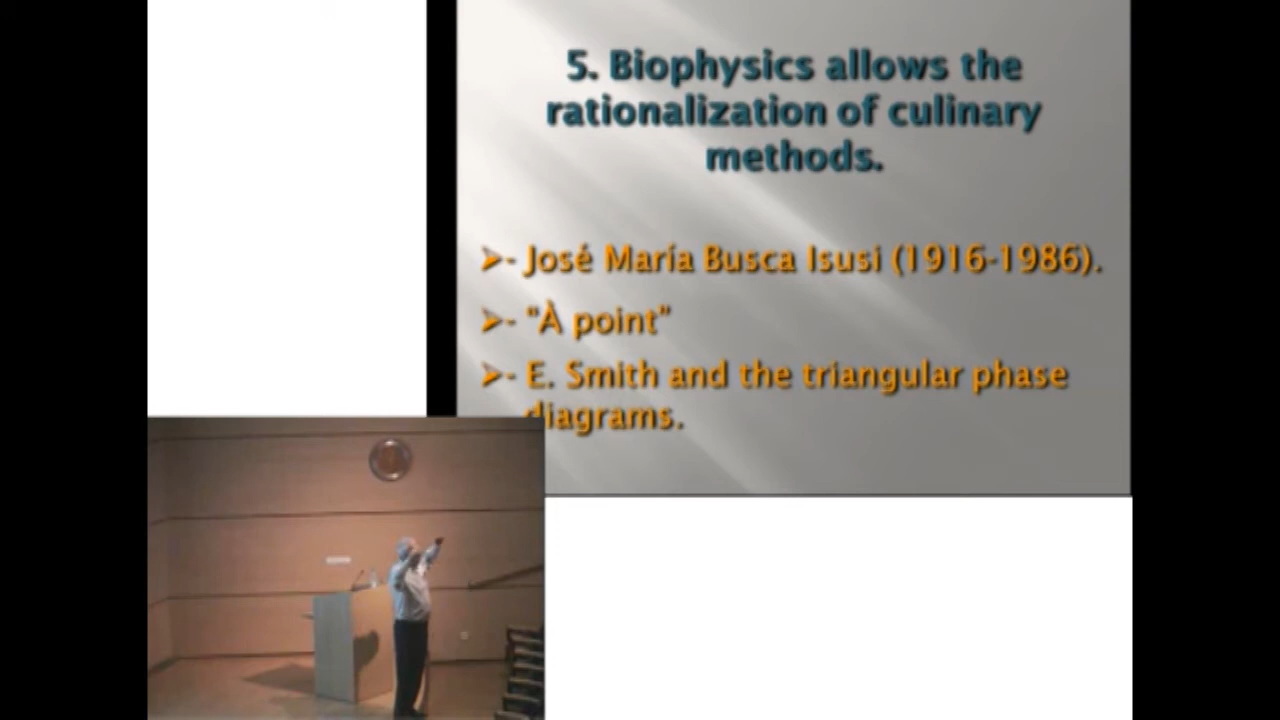 5. Biophysics allows the
rationalization of culinary
methods.
➢- José María Busca Isusi (1916-1986).
➢- "À point"
➢- E. Smith and the triangular phase
diagrams.